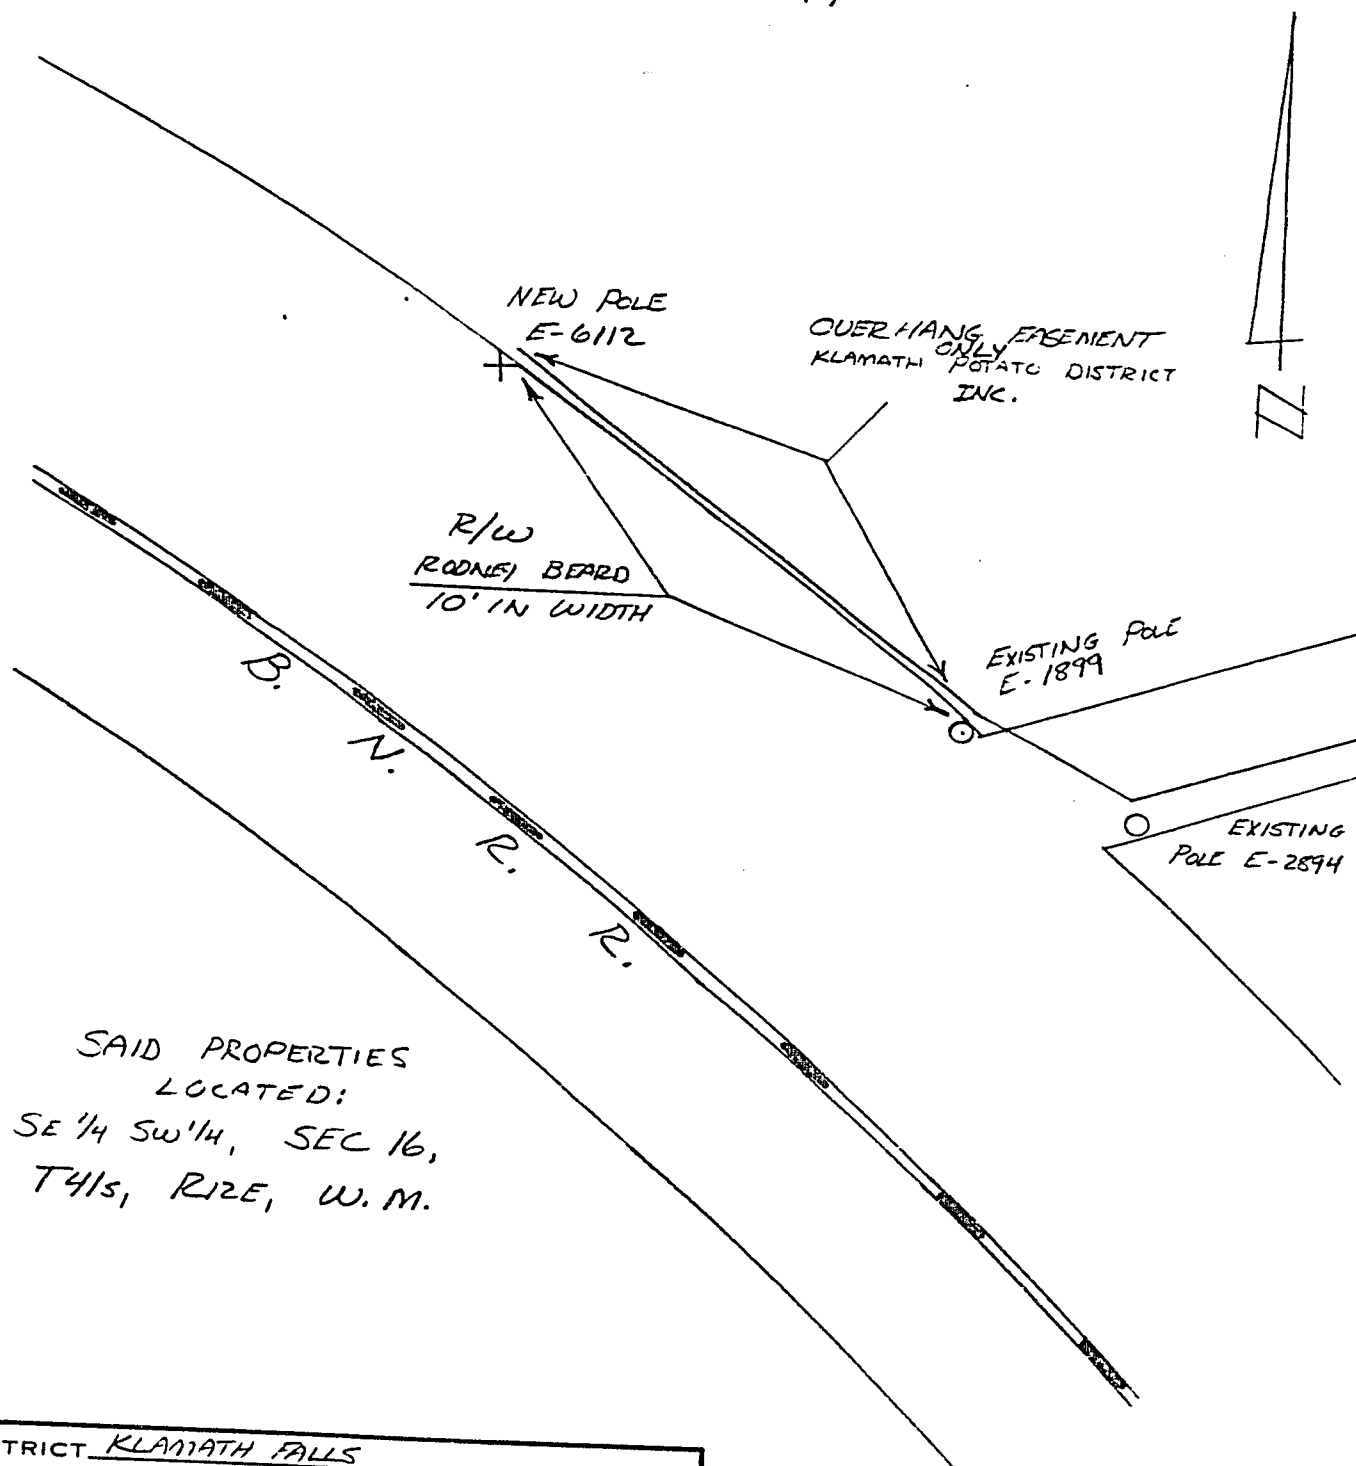 NEW POLE
E-6112
OVERHANG EASEMENT
ONLY
KLAMATH POTATO DISTRICT
INC.
N
R/W
RODNEY BEARD
10' IN WIDTH
EXISTING POLE
E-1899
B. N. R. R.
EXISTING
POLE E-2894
SAID PROPERTIES
LOCATED:
SE 1/4 SW 1/4, SEC 16,
T41S, R12E, W.M.
TRICT KLAMATH FALLS